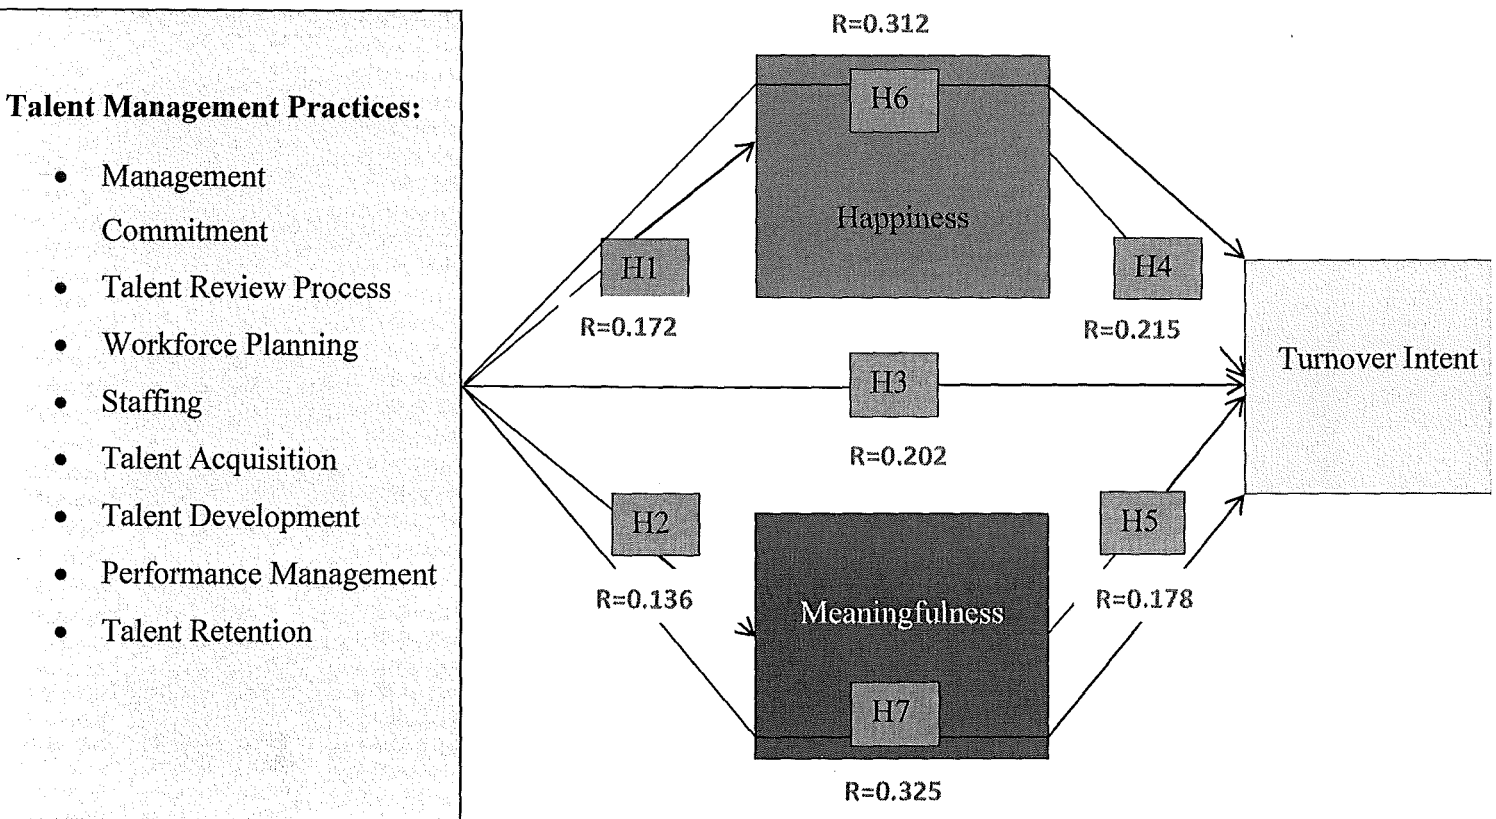 Talent Management Practices:
• Management
Commitment
• Talent Review Process
• Workforce Planning
• Staffing
• Talent Acquisition
• Talent Development
• Performance Management
• Talent Retention
R=0.312
H6
Happiness
H1
R=0.172
H4
R=0.215
H3
R=0.202
Turnover Intent
H2
R=0.136
H5
R=0.178
Meaningfulness
H7
R=0.325